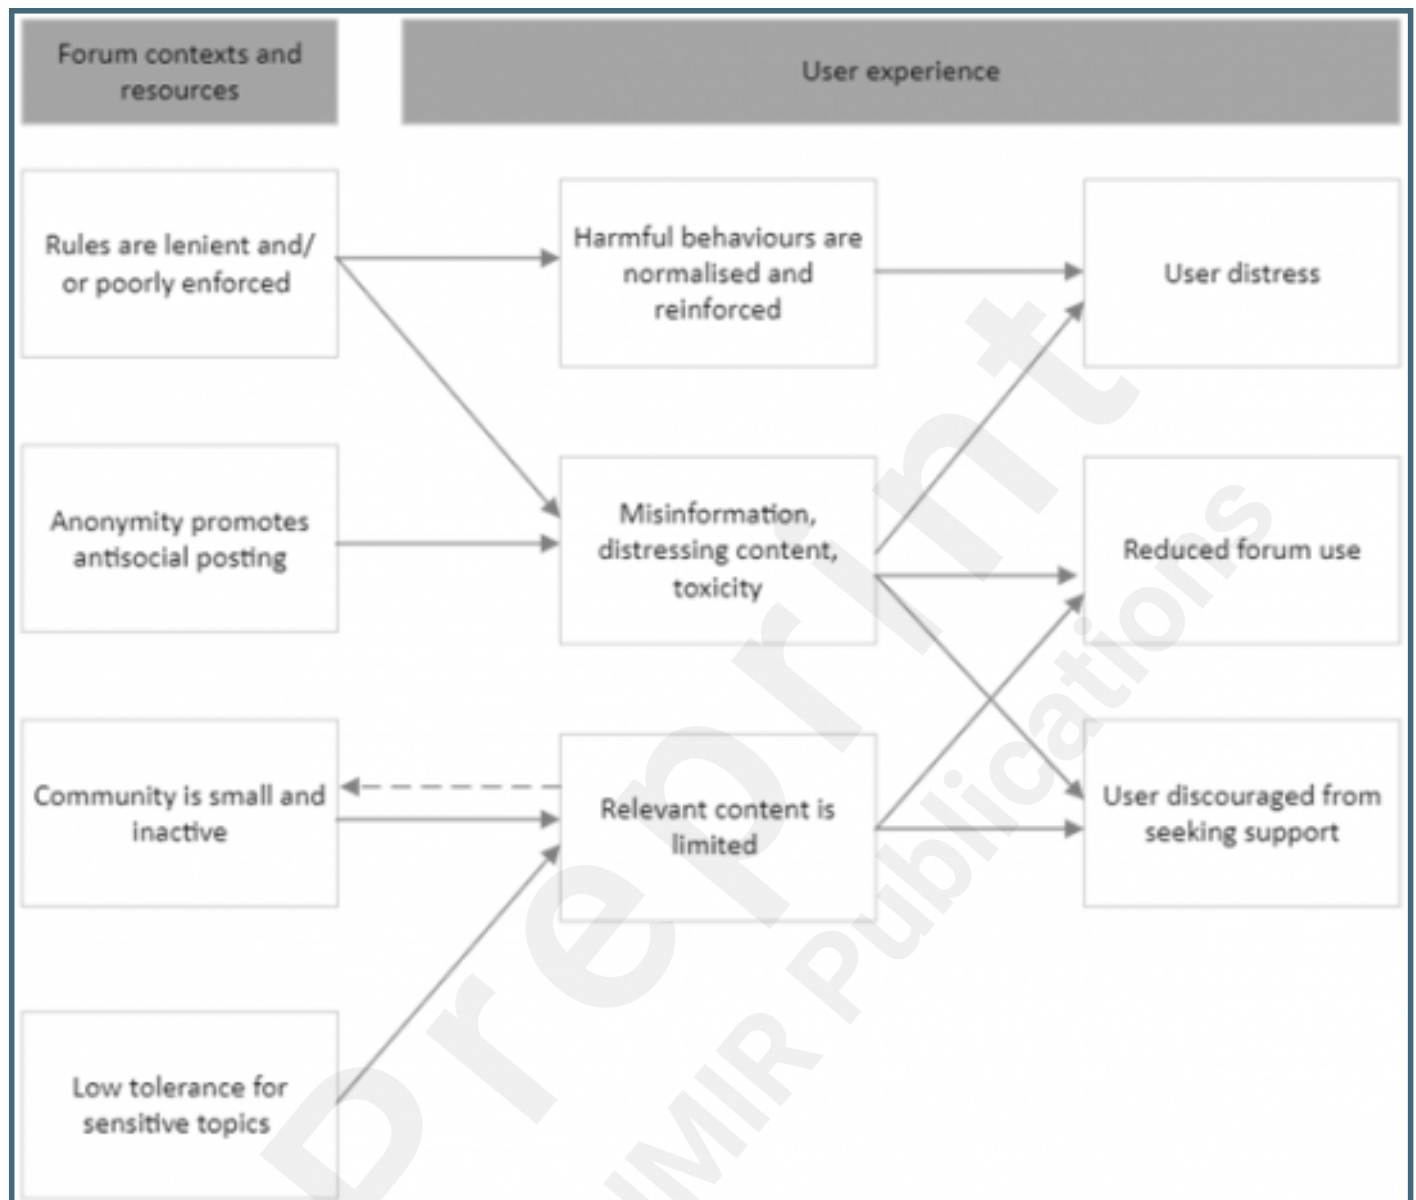 Forum contexts and
resources
User experience
Rules are lenient and/
or poorly enforced
Harmful behaviours are
normalised and
reinforced
User distress
Anonymity promotes
antisocial posting
Misinformation,
distressing content,
toxicity
Reduced forum use
Community is small and
inactive
Relevant content is
limited
User discouraged from
seeking support
Low tolerance for
sensitive topics
Preprint
JMIR Publications